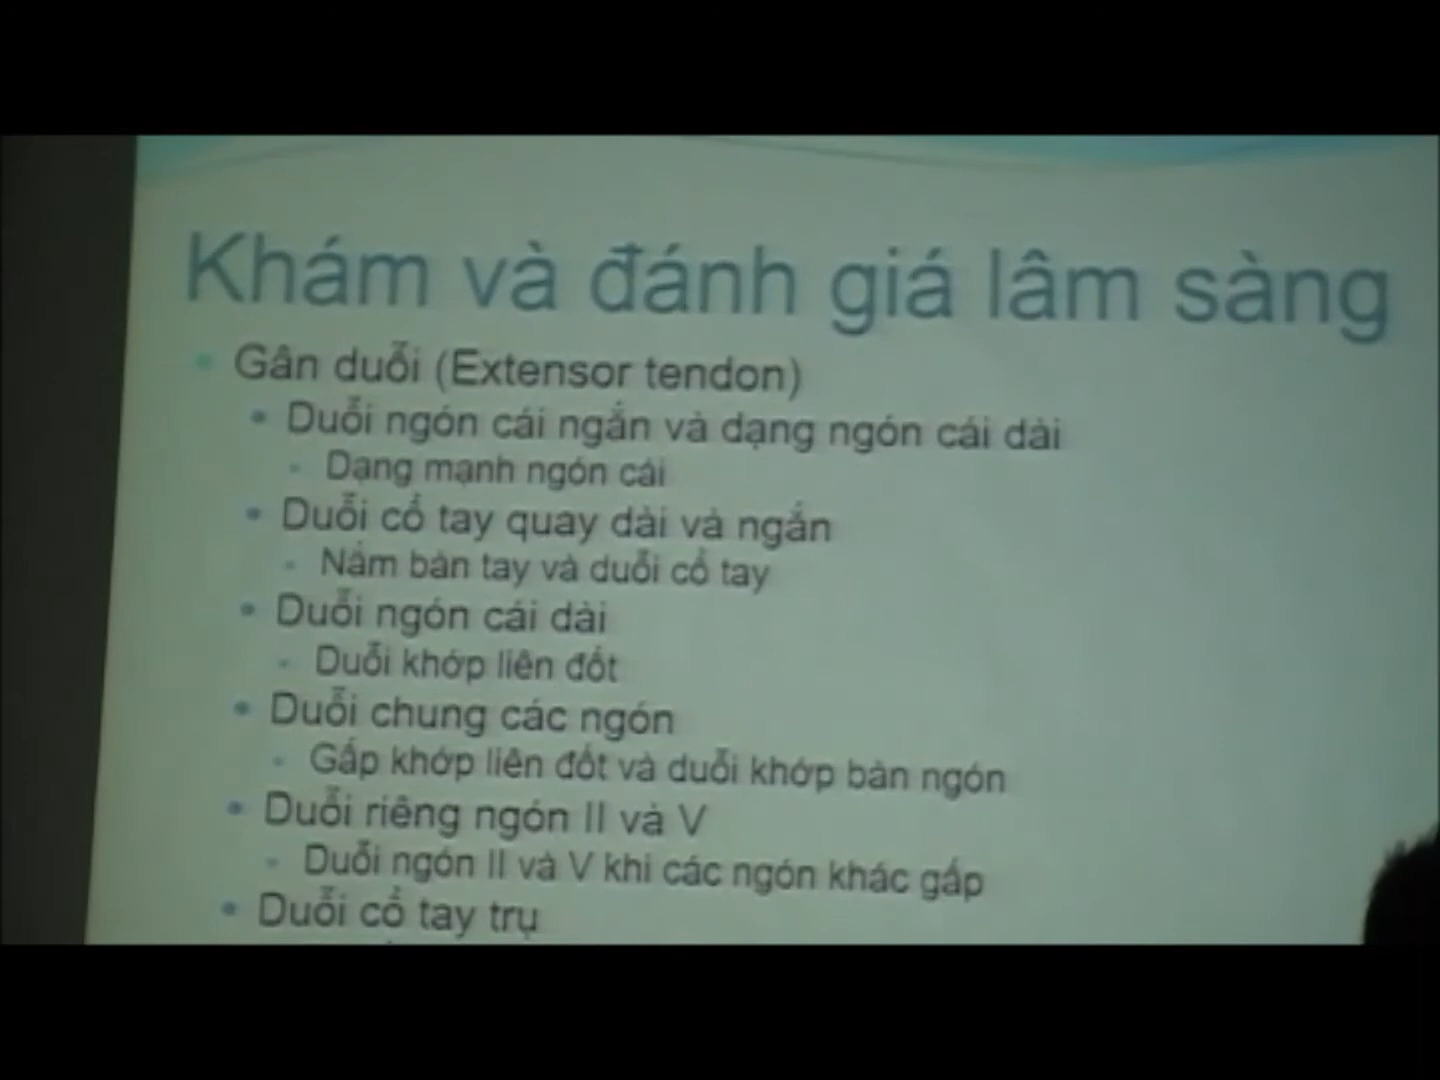 Khám và đánh giá lâm sàng
Gân duỗi (Extensor tendon)
Duỗi ngón cái ngắn và dạng ngón cái dài
Dạng mạnh ngón cái
Duỗi cổ tay quay dài và ngắn
Nắm bàn tay và duỗi cổ tay
Duỗi ngón cái dài
Duỗi khớp liên đốt
Duỗi chung các ngón
Gấp khớp liên đốt và duỗi khớp bàn ngón
Duỗi riêng ngón II và V
Duỗi ngón II và V khi các ngón khác gấp
Duỗi cổ tay trụ